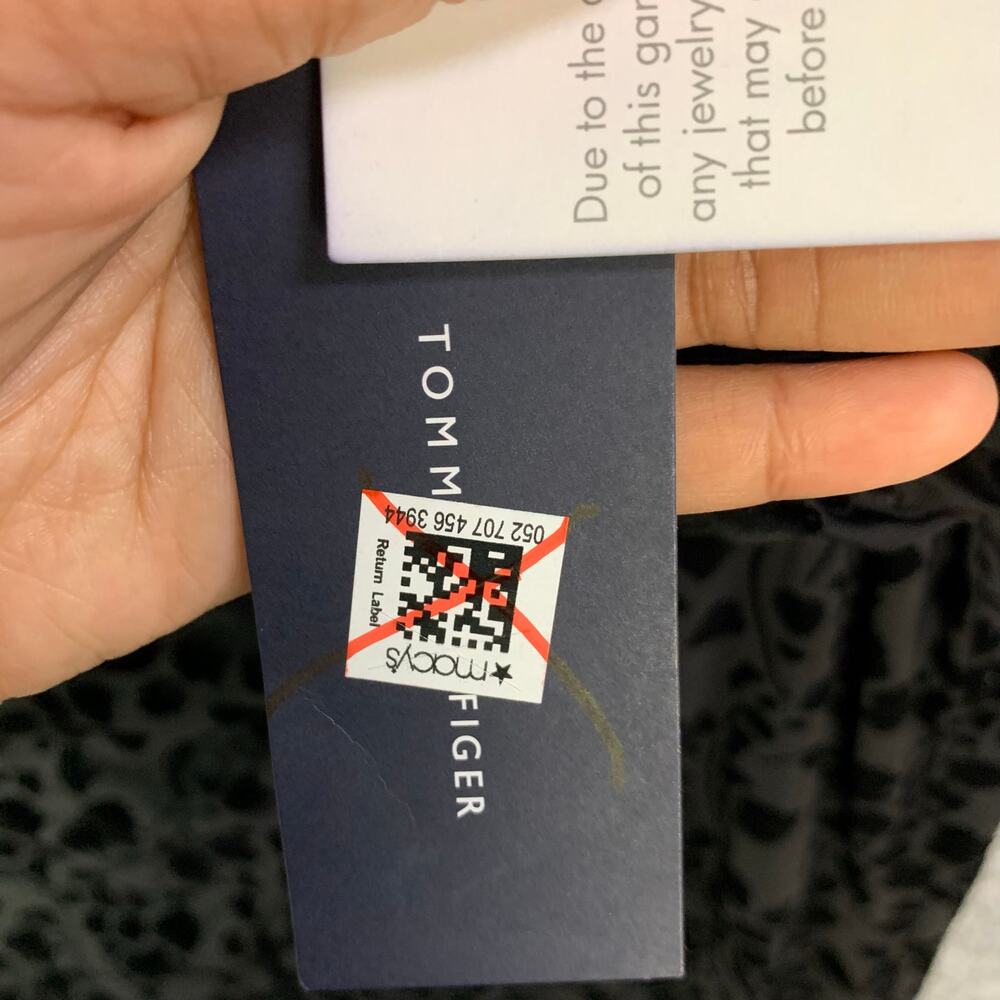 Due to the
of this
any jewelry
that may
before
TOMM
FIGER
052 707 456 3944
Return Label
macy's